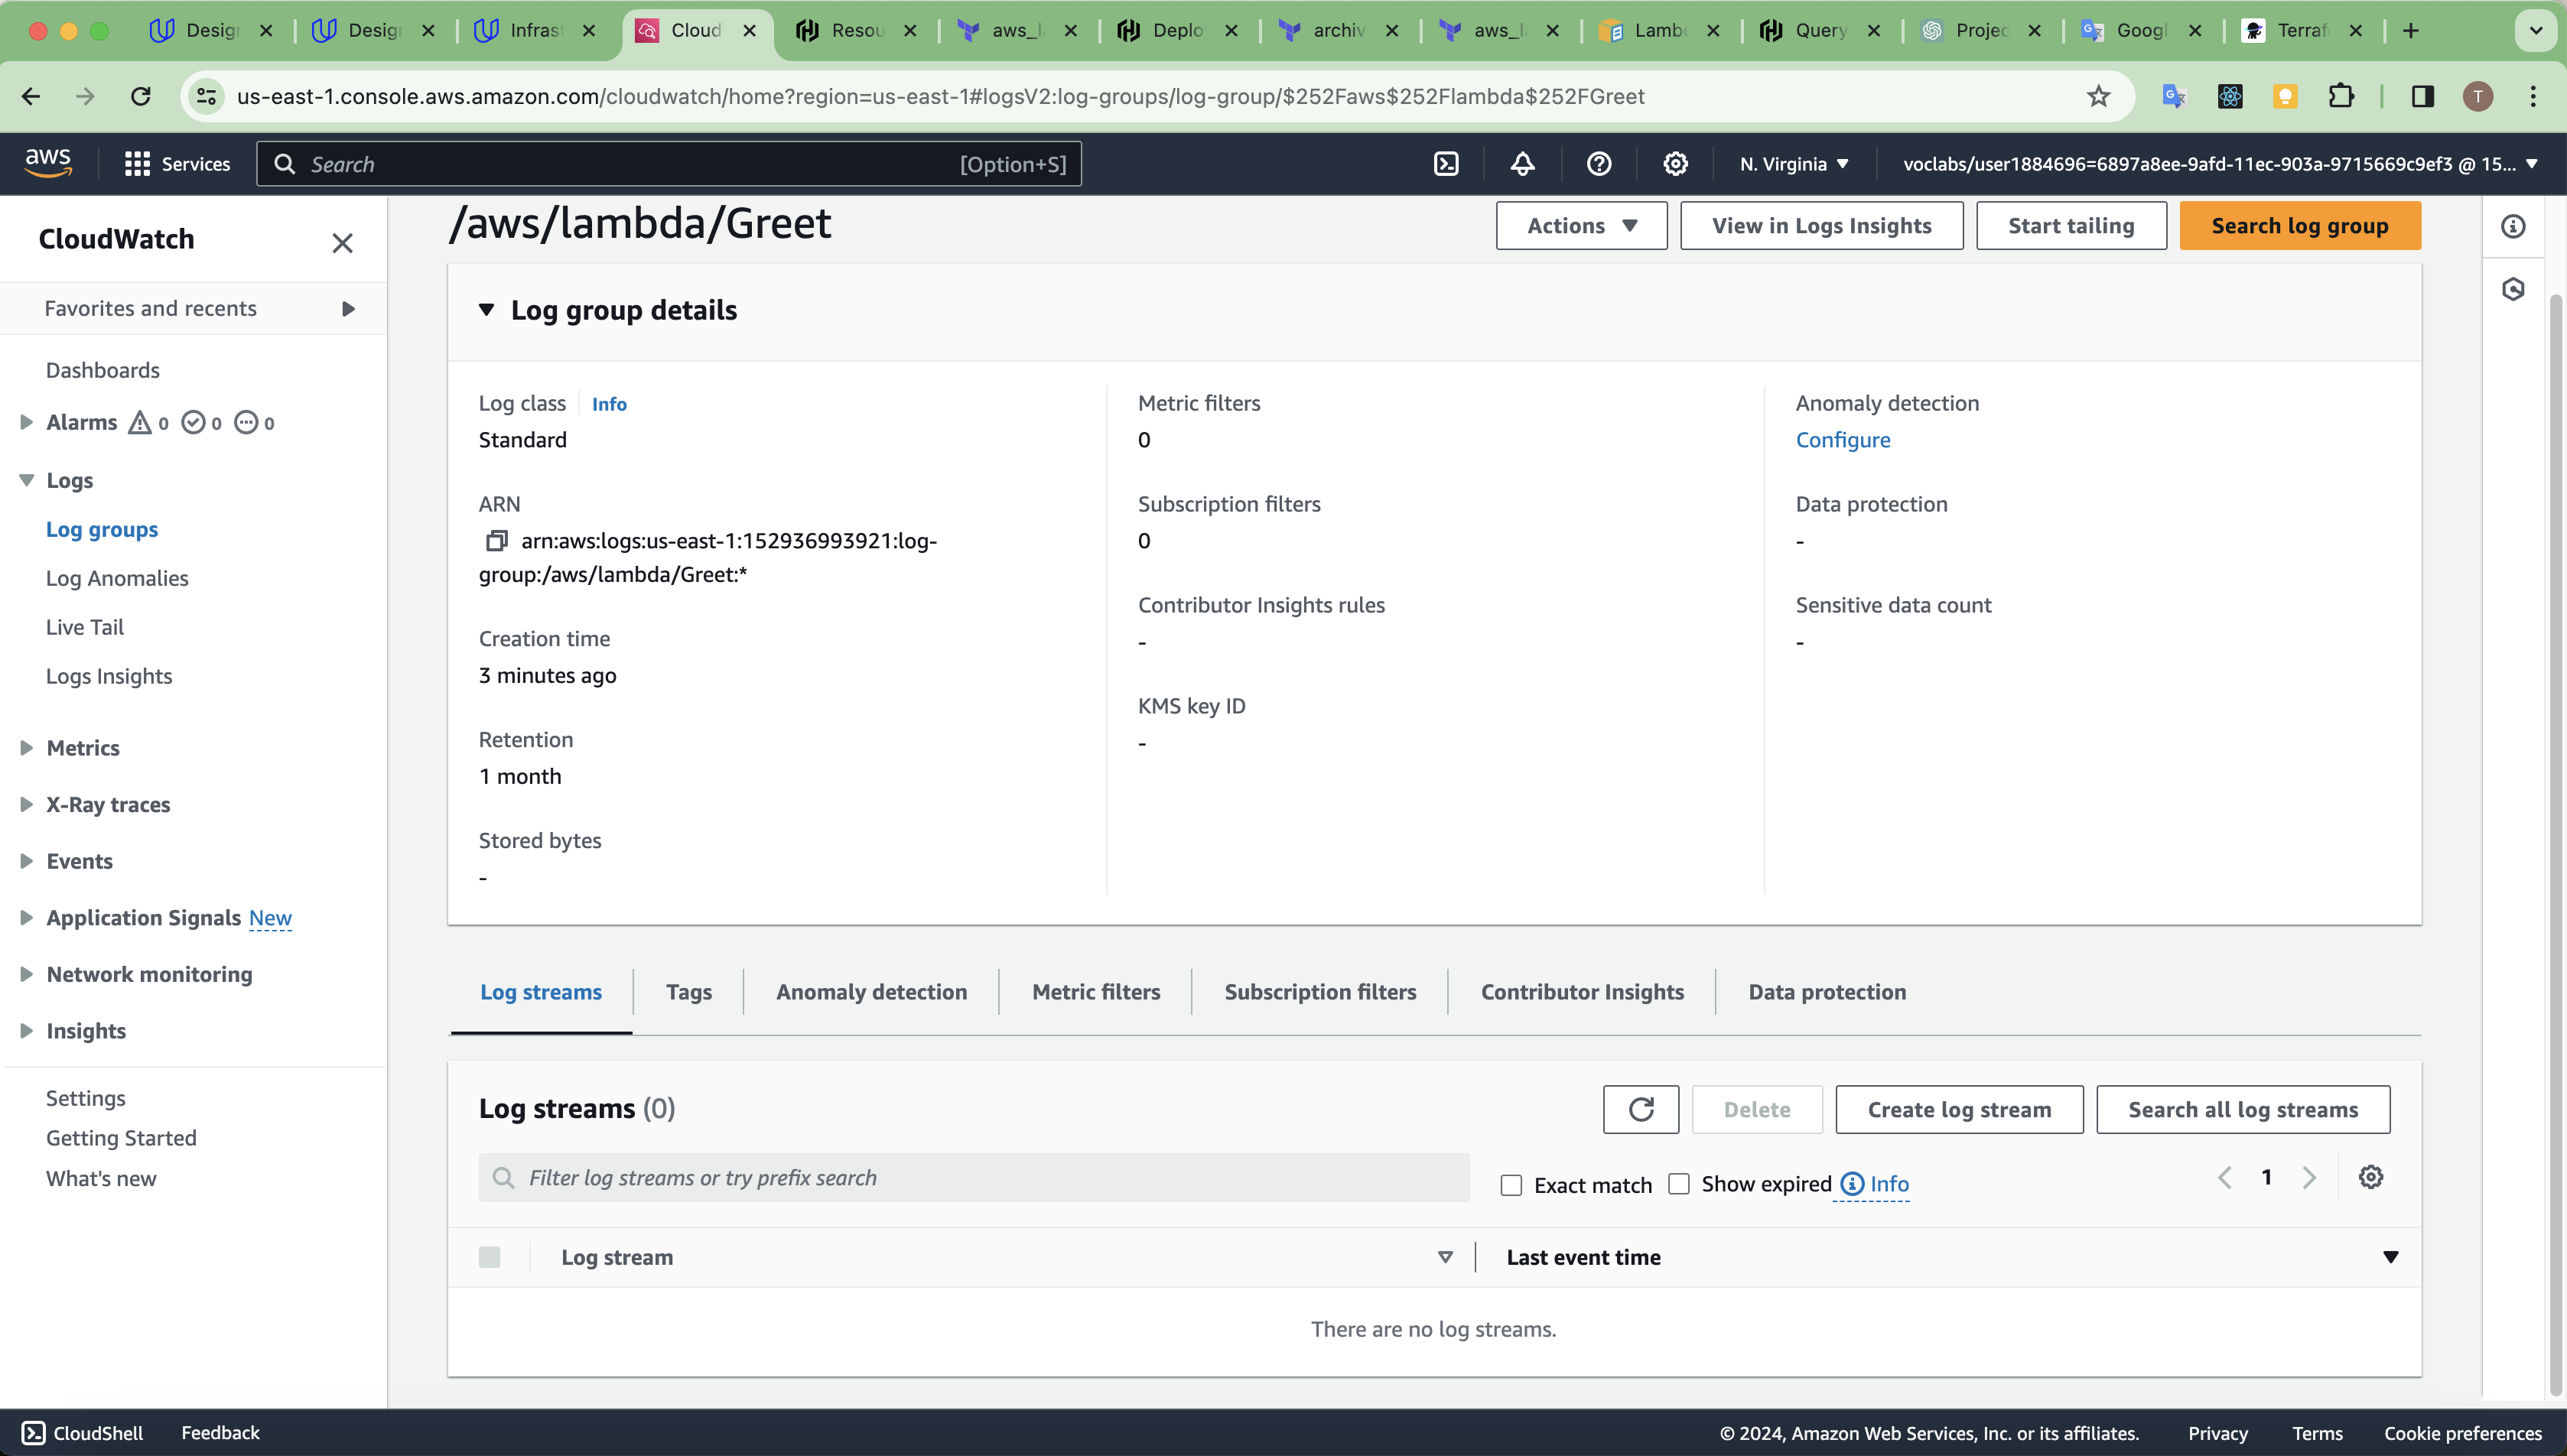 Design
Design
Infrast
Cloud
Resou
aws_la
Deploy
archiv
aws_la
Lambd
Query
Projec
Googl
Terraf
us-east-1.console.aws.amazon.com/cloudwatch/home?region=us-east-1#logsV2:log-groups/log-group/$252Faws$252Flambda$252FGreet
T
aws
Services
Search
[Option+S]
N. Virginia
voclabs/user1884696=6897a8ee-9afd-11ec-903a-9715669c9ef3 @ 15...
CloudWatch
Favorites and recents
Dashboards
Alarms 0 0 0
Logs
Log groups
Log Anomalies
Live Tail
Logs Insights
Metrics
X-Ray traces
Events
Application Signals New
Network monitoring
Insights
Settings
Getting Started
What's new
/aws/lambda/Greet
Actions
View in Logs Insights
Start tailing
Search log group
Log group details
Log class Info
Standard
ARN
arn:aws:logs:us-east-1:152936993921:log-
group:/aws/lambda/Greet:*
Creation time
3 minutes ago
Retention
1 month
Stored bytes
-
Metric filters
0
Subscription filters
0
Contributor Insights rules
-
KMS key ID
-
Anomaly detection
Configure
Data protection
-
Sensitive data count
-
Log streams
Tags
Anomaly detection
Metric filters
Subscription filters
Contributor Insights
Data protection
Log streams (0)
Delete
Create log stream
Search all log streams
Filter log streams or try prefix search
Exact match
Show expired
Info
1
Log stream
Last event time
There are no log streams.
CloudShell
Feedback
© 2024, Amazon Web Services, Inc. or its affiliates.
Privacy
Terms
Cookie preferences